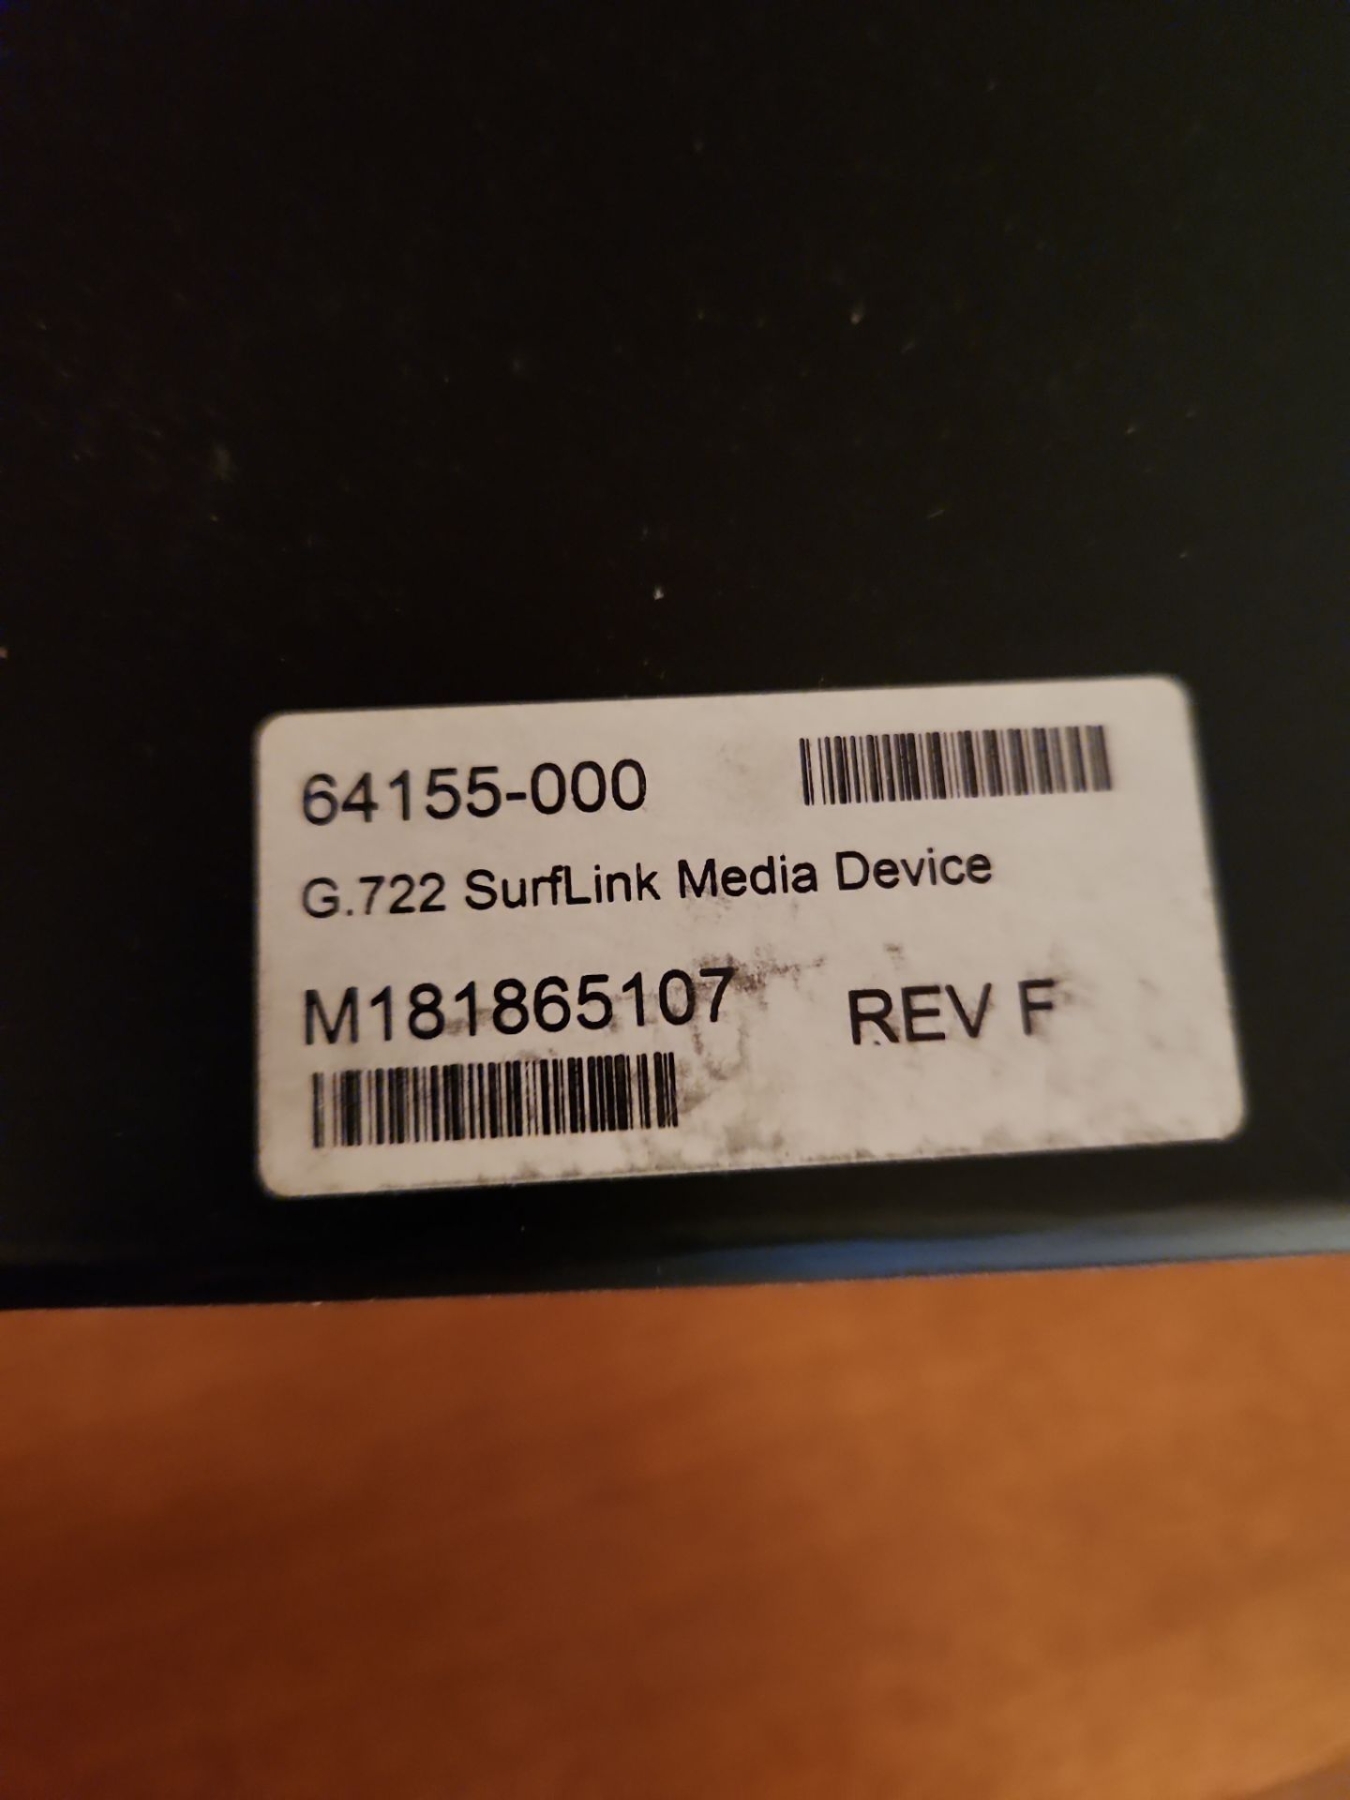 64155-000
G.722 SurfLink Media Device
M181865107 REV F